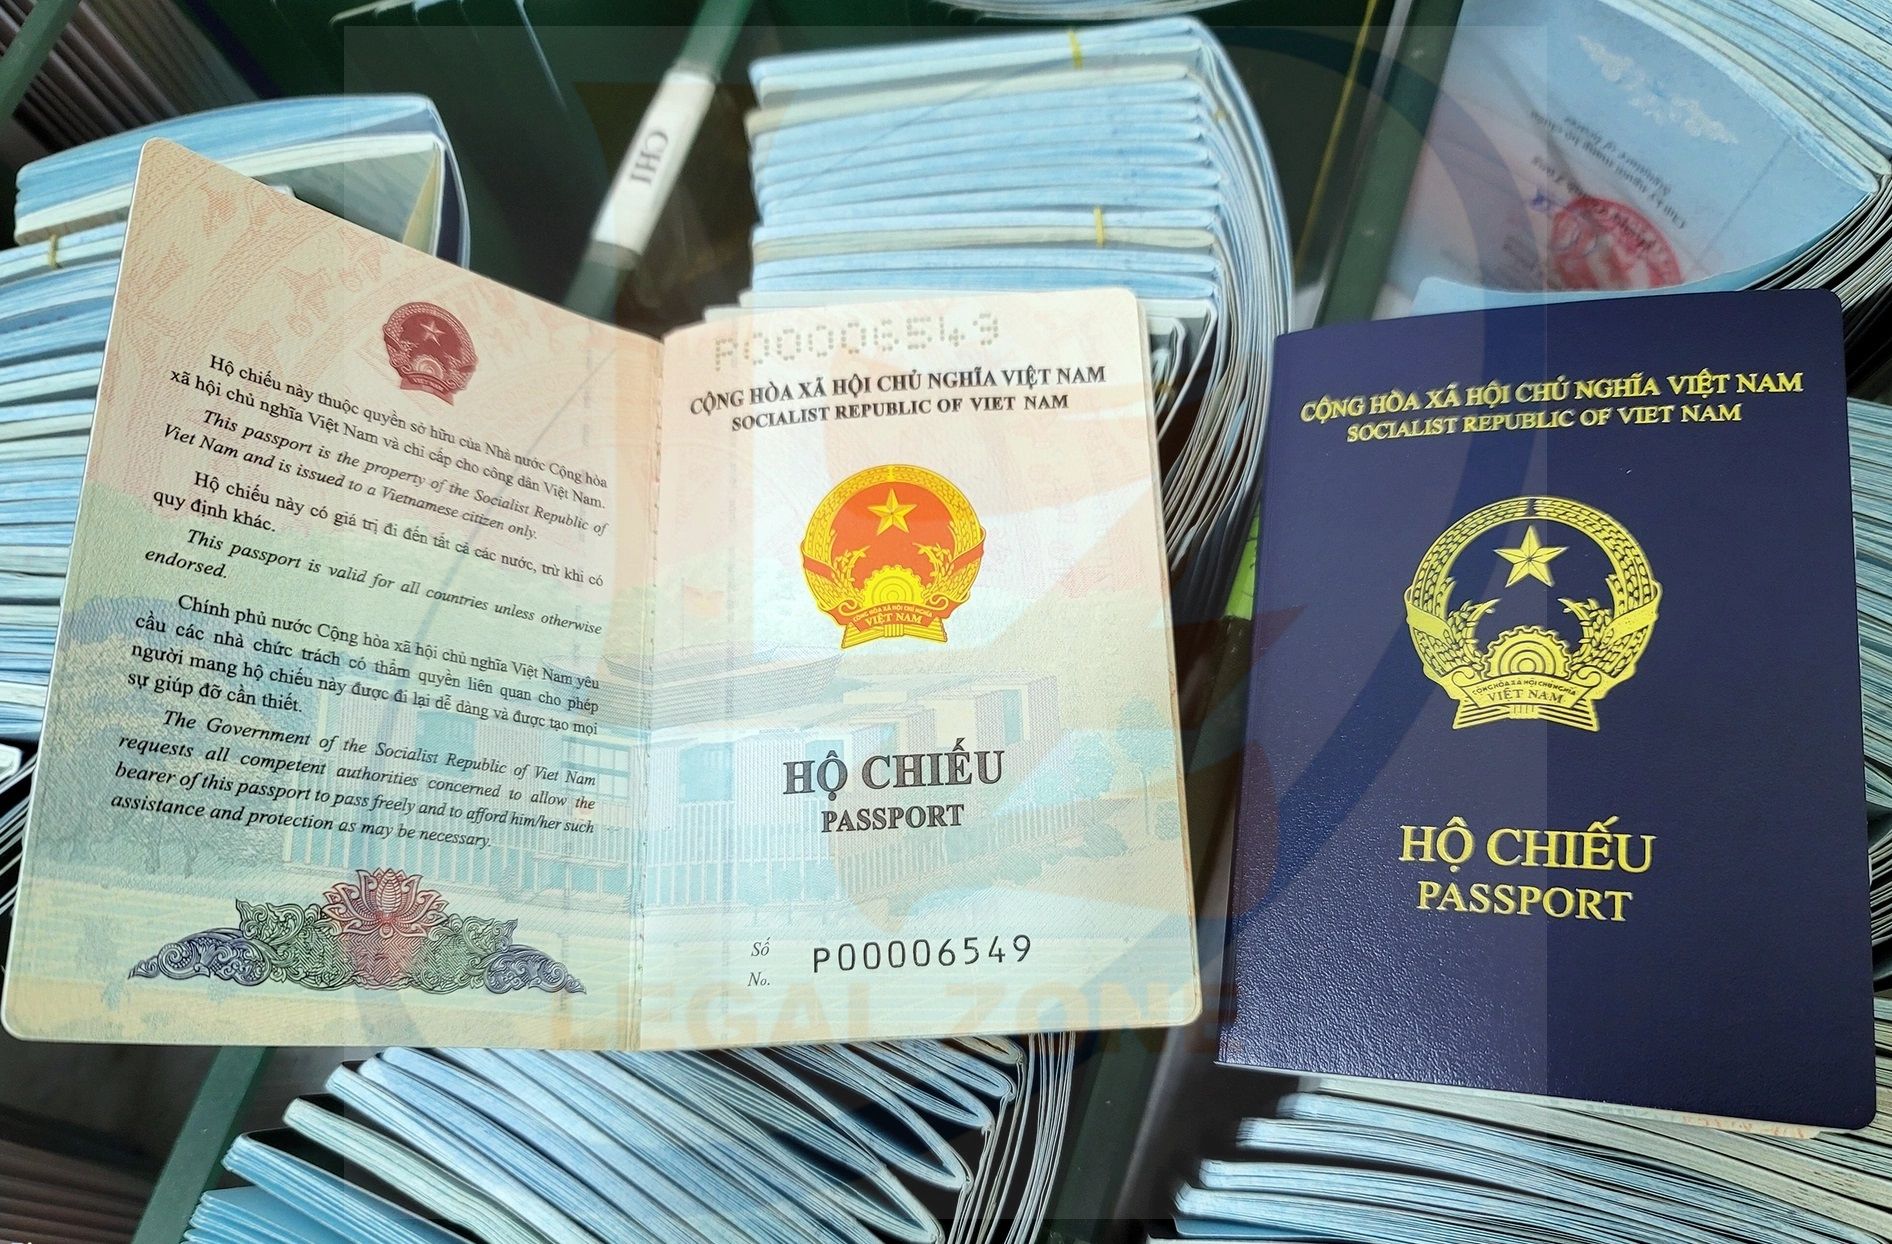 CHI
Hộ chiếu này thuộc quyền sở hữu của Nhà nước Cộng hòa
xã hội chủ nghĩa Việt Nam và chỉ cấp cho công dân Việt Nam.
This passport is the property of the Socialist Republic of
Viet Nam and is issued to a Vietnamese citizen only.
Hộ chiếu này có giá trị đi đến tất cả các nước, trừ khi có
quy định khác.
This passport is valid for all countries unless otherwise
endorsed.
Chính phủ nước Cộng hòa xã hội chủ nghĩa Việt Nam yêu
cầu các nhà chức trách có thẩm quyền liên quan cho phép
người mang hộ chiếu này được đi lại dễ dàng và được tạo mọi
sự giúp đỡ cần thiết.
The Government of the Socialist Republic of Viet Nam
requests all competent authorities concerned to allow the
bearer of this passport to pass freely and to afford him/her such
assistance and protection as may be necessary.
P00006549
CỘNG HÒA XÃ HỘI CHỦ NGHĨA VIỆT NAM
SOCIALIST REPUBLIC OF VIET NAM
CỘNG HÒA XÃ HỘI CHỦ NGHĨA
VIỆT NAM
HỘ CHIẾU
PASSPORT
Số
No.
P00006549
CỘNG HÒA XÃ HỘI CHỦ NGHĨA VIỆT NAM
SOCIALIST REPUBLIC OF VIET NAM
CỘNG HÒA XÃ HỘI CHỦ NGHĨA
VIỆT NAM
HỘ CHIẾU
PASSPORT
LEGAL ZONE